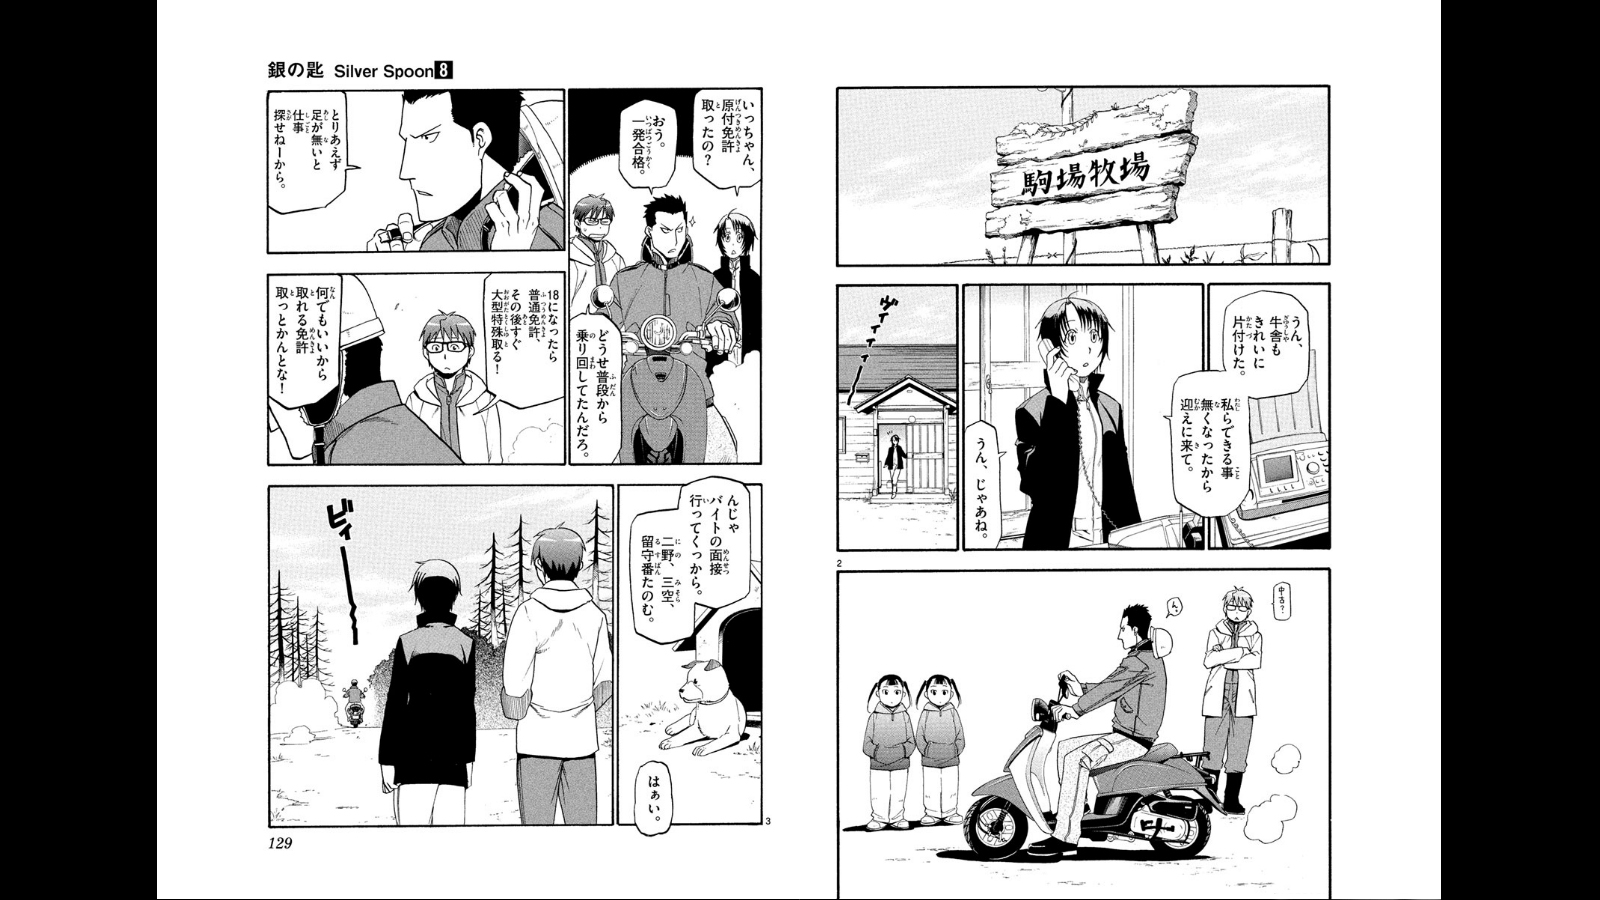 駒場牧場
うん、
牛舎も
きれいに
片付けた。
私らできる事
無くなったから
迎えに来て。
うん、じゃあね。
ヴィイイイ
2
中古?
ん。
銀の匙 Silver Spoon 8
いっちゃん、
原付免許
取ったの?
おう。
一発合格。
どうせ普段から
乗り回してたんだろ。
とりあえず
足が無いと
仕事
探せねーから。
18になったら
普通免許、
その後すぐ
大型特殊取る!
何でもいいから
取れる免許
取っとかんとな!
んじゃ
バイトの面接
行ってくっから。
二野、三空、
留守番たのむ。
はぁい。
ビィ
3
129